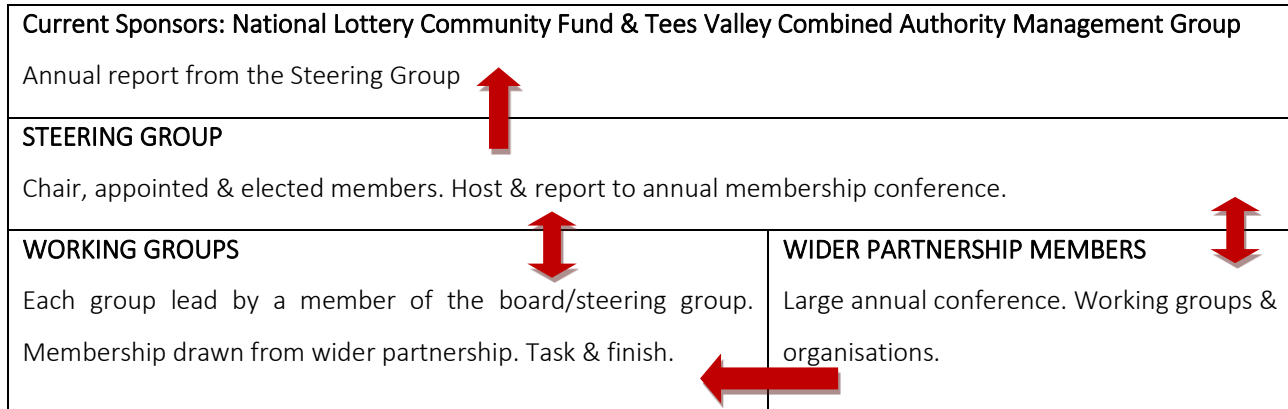 Current Sponsors: National Lottery Community Fund & Tees Valley Combined Authority Management Group
Annual report from the Steering Group
STEERING GROUP
Chair, appointed & elected members. Host & report to annual membership conference.
WORKING GROUPS
Each group lead by a member of the board/steering group.
Membership drawn from wider partnership. Task & finish.
WIDER PARTNERSHIP MEMBERS
Large annual conference. Working groups &
organisations.